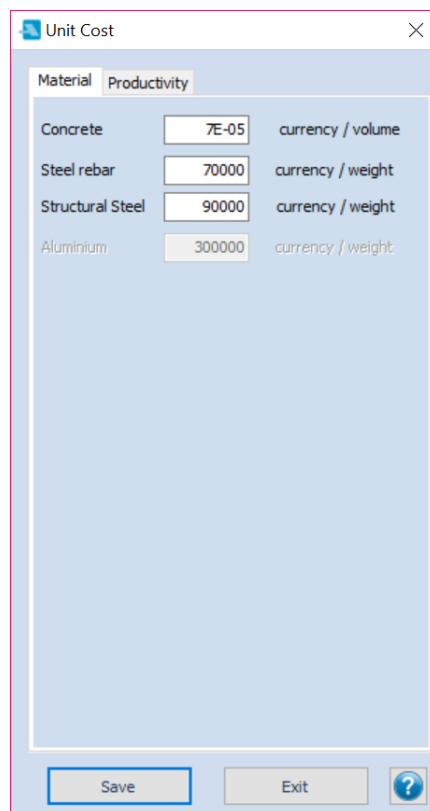 Unit Cost
Material Productivity
Concrete 7E-05 currency / volume
Steel rebar 70000 currency / weight
Structural Steel 90000 currency / weight
Aluminium 300000 currency / weight
Save Exit ?